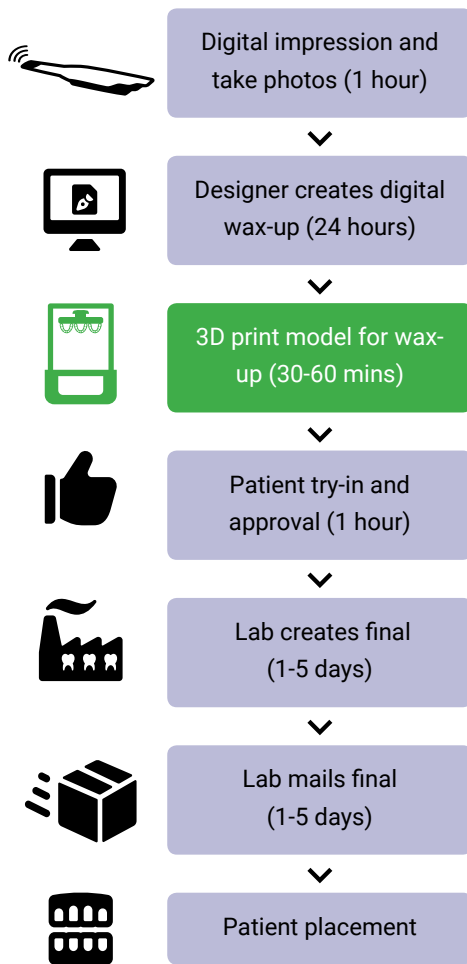 Digital impression and
take photos (1 hour)
Designer creates digital
wax-up (24 hours)
3D print model for wax-
up (30-60 mins)
Patient try-in and
approval (1 hour)
Lab creates final
(1-5 days)
Lab mails final
(1-5 days)
Patient placement